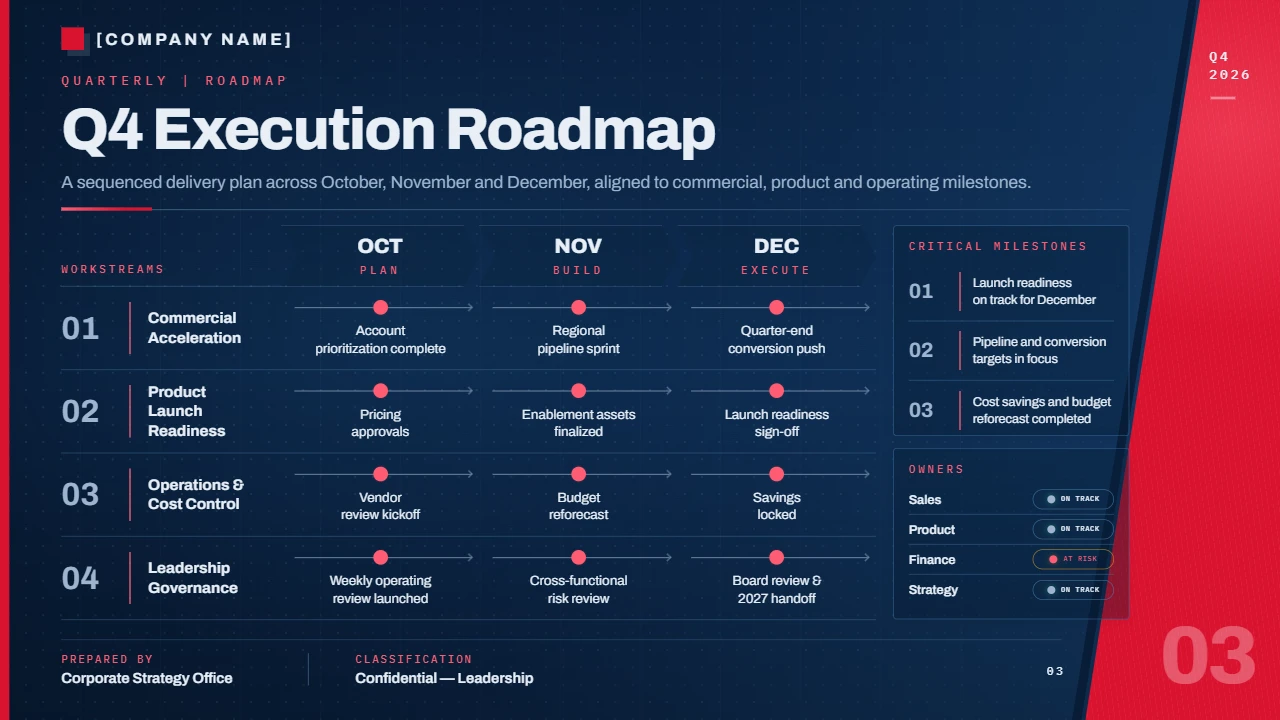 [COMPANY NAME]
QUARTERLY | ROADMAP
Q4 Execution Roadmap
A sequenced delivery plan across October, November and December, aligned to commercial, product and operating milestones.
Q4
2026
WORKSTREAMS
OCT
PLAN
NOV
BUILD
DEC
EXECUTE
01
Commercial
Acceleration
Account
prioritization complete
Regional
pipeline sprint
Quarter-end
conversion push
02
Product
Launch
Readiness
Pricing
approvals
Enablement assets
finalized
Launch readiness
sign-off
03
Operations &
Cost Control
Vendor
review kickoff
Budget
reforecast
Savings
locked
04
Leadership
Governance
Weekly operating
review launched
Cross-functional
risk review
Board review &
2027 handoff
CRITICAL MILESTONES
01
Launch readiness
on track for December
02
Pipeline and conversion
targets in focus
03
Cost savings and budget
reforecast completed
OWNERS
Sales ON TRACK
Product ON TRACK
Finance AT RISK
Strategy ON TRACK
PREPARED BY
Corporate Strategy Office
CLASSIFICATION
Confidential — Leadership
03
03